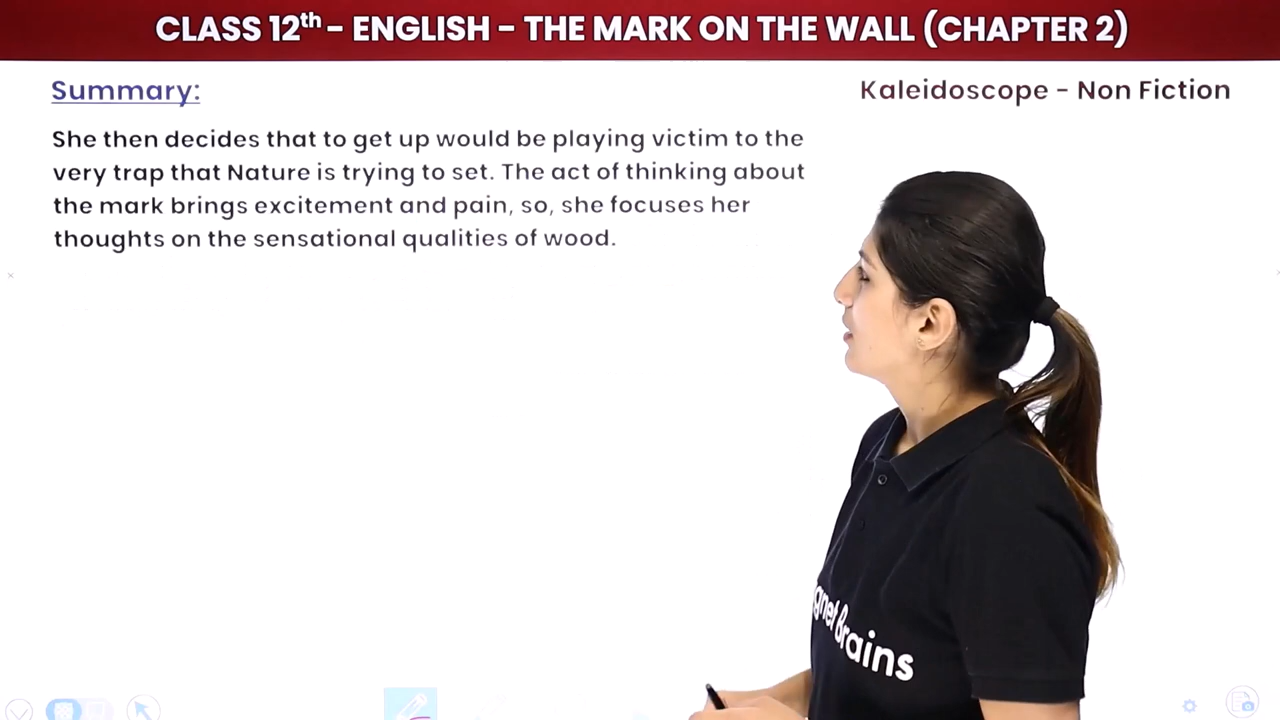 CLASS 12th - ENGLISH - THE MARK ON THE WALL (CHAPTER 2)
Summary:
Kaleidoscope - Non Fiction
She then decides that to get up would be playing victim to the
very trap that Nature is trying to set. The act of thinking about
the mark brings excitement and pain, so, she focuses her
thoughts on the sensational qualities of wood.
gnet Brains